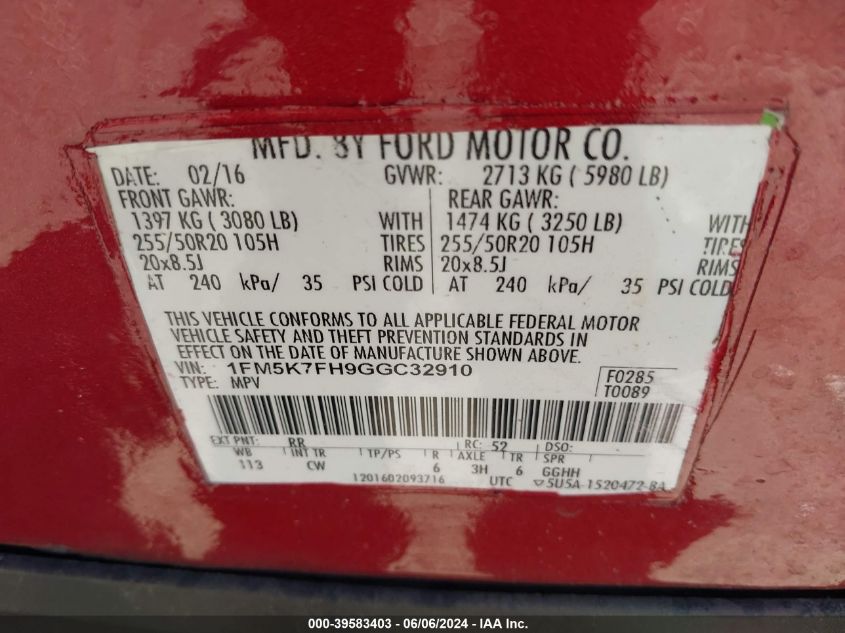 MFD. BY FORD MOTOR CO.
DATE: 02/16 GVWR: 2713 KG ( 5980 LB)
FRONT GAWR: REAR GAWR:
1397 KG ( 3080 LB) WITH 1474 KG ( 3250 LB) WITH
255/50R20 105H TIRES 255/50R20 105H TIRES
20x8.5J RIMS 20x8.5J RIMS
AT 240 kPa/ 35 PSI COLD AT 240 kPa/ 35 PSI COLD
THIS VEHICLE CONFORMS TO ALL APPLICABLE FEDERAL MOTOR
VEHICLE SAFETY AND THEFT PREVENTION STANDARDS IN
EFFECT ON THE DATE OF MANUFACTURE SHOWN ABOVE.
VIN: 1FM5K7FH9GGC32910 F0285
TYPE: MPV T0089
EXT PNT: RR RC: 52 DSO:
WB INT TR TP/PS R AXLE TR SPR
113 CW 6 3H 6 GGHH
1201602093716 UTC 5U5A-1520472-BA
000-39583403 - 06/06/2024 - IAA Inc.